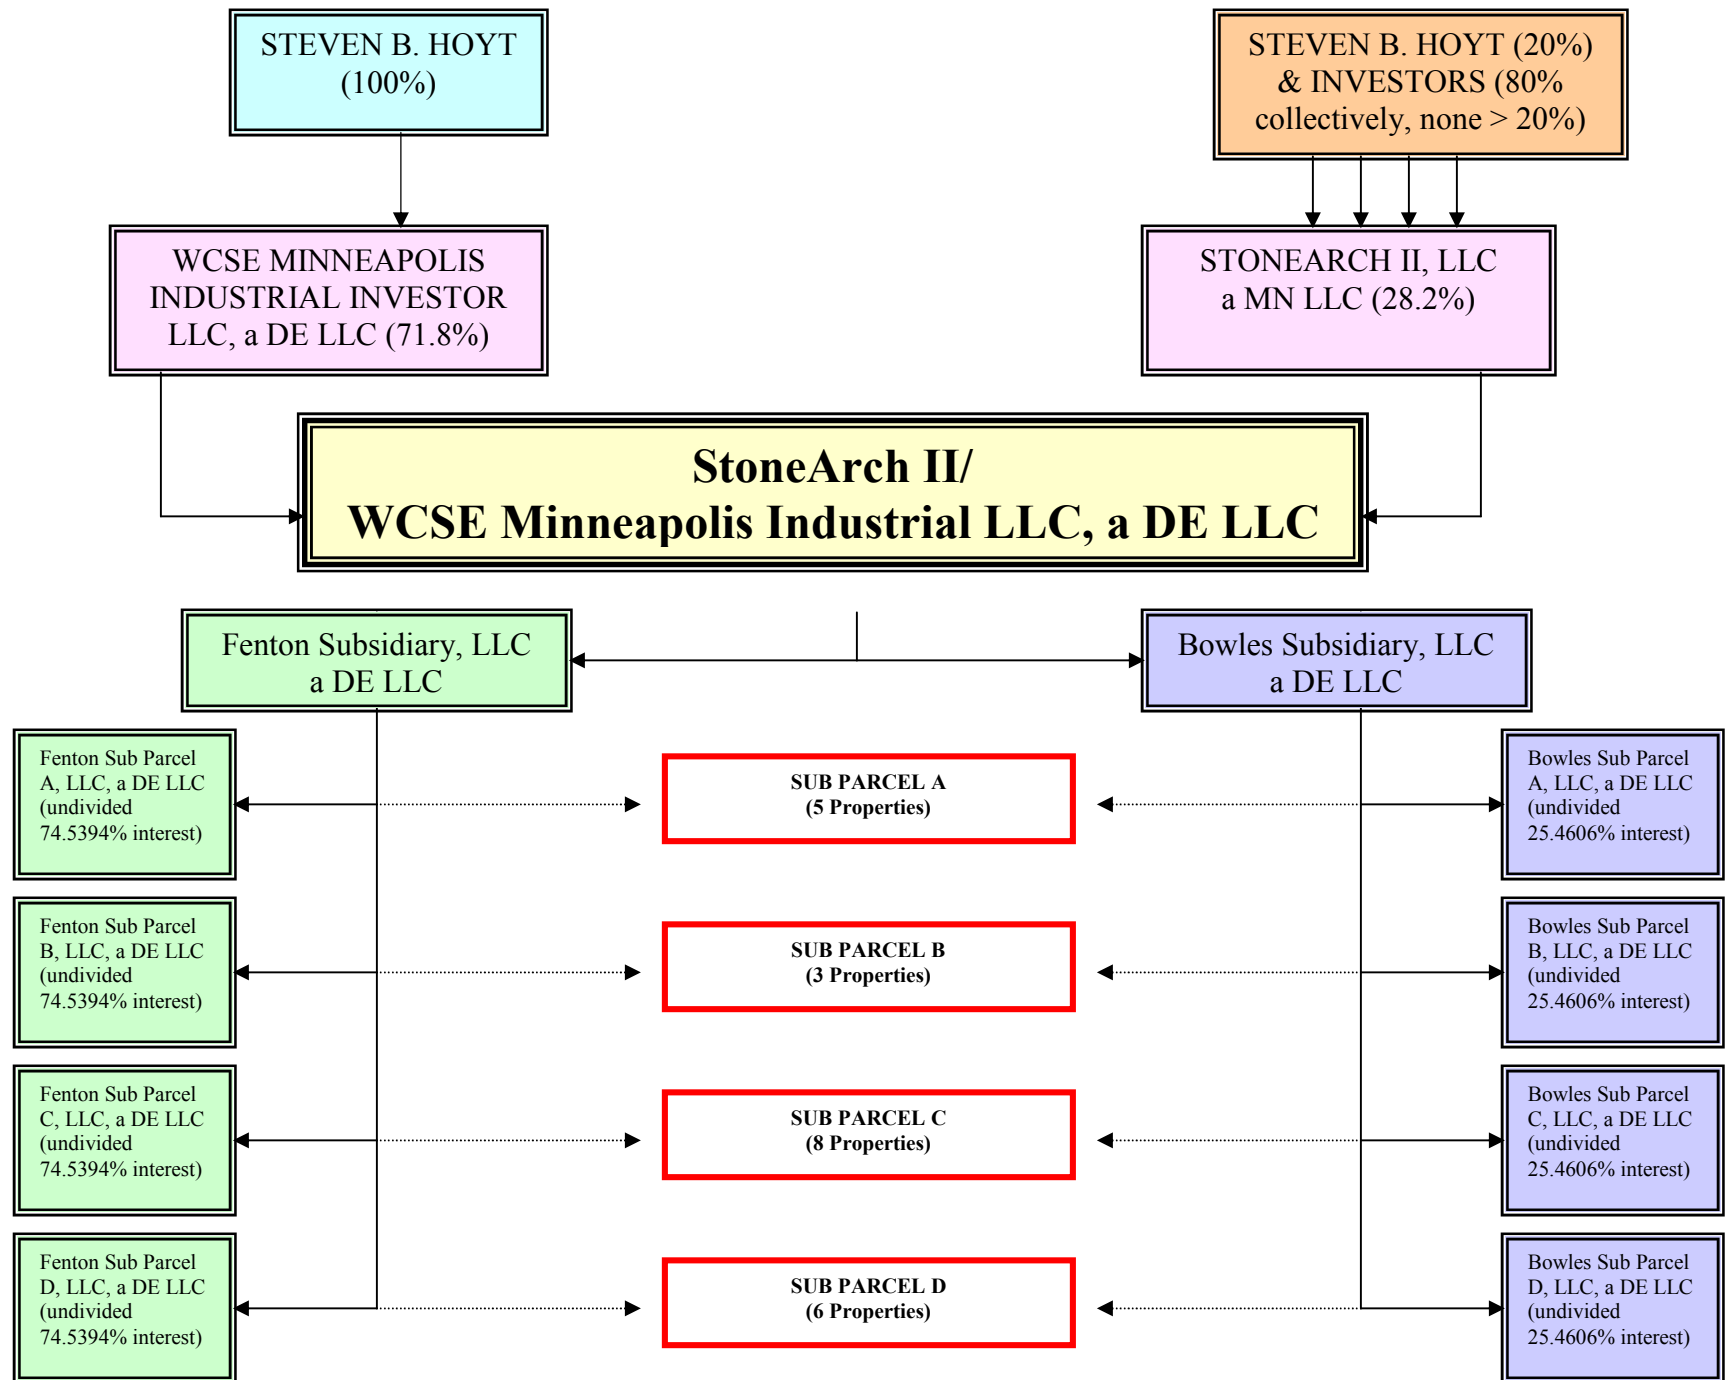 STEVEN B. HOYT
(100%)
STEVEN B. HOYT (20%)
& INVESTORS (80%
collectively, none > 20%)
WCSE MINNEAPOLIS
INDUSTRIAL INVESTOR
LLC, a DE LLC (71.8%)
STONEARCH II, LLC
a MN LLC (28.2%)
StoneArch II/
WCSE Minneapolis Industrial LLC, a DE LLC
Fenton Subsidiary, LLC
a DE LLC
Bowles Subsidiary, LLC
a DE LLC
Fenton Sub Parcel
A, LLC, a DE LLC
(undivided
74.5394% interest)
SUB PARCEL A
(5 Properties)
Bowles Sub Parcel
A, LLC, a DE LLC
(undivided
25.4606% interest)
Fenton Sub Parcel
B, LLC, a DE LLC
(undivided
74.5394% interest)
SUB PARCEL B
(3 Properties)
Bowles Sub Parcel
B, LLC, a DE LLC
(undivided
25.4606% interest)
Fenton Sub Parcel
C, LLC, a DE LLC
(undivided
74.5394% interest)
SUB PARCEL C
(8 Properties)
Bowles Sub Parcel
C, LLC, a DE LLC
(undivided
25.4606% interest)
Fenton Sub Parcel
D, LLC, a DE LLC
(undivided
74.5394% interest)
SUB PARCEL D
(6 Properties)
Bowles Sub Parcel
D, LLC, a DE LLC
(undivided
25.4606% interest)